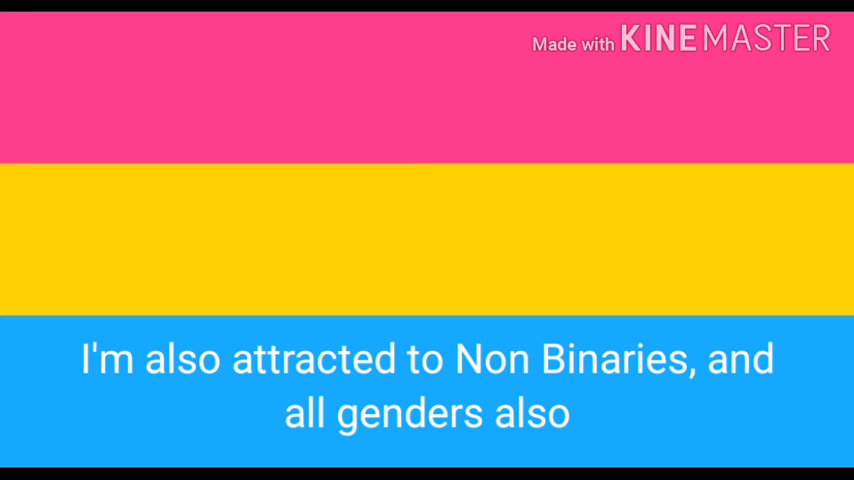 Made with KINEMASTER
I'm also attracted to Non Binaries, and
all genders also